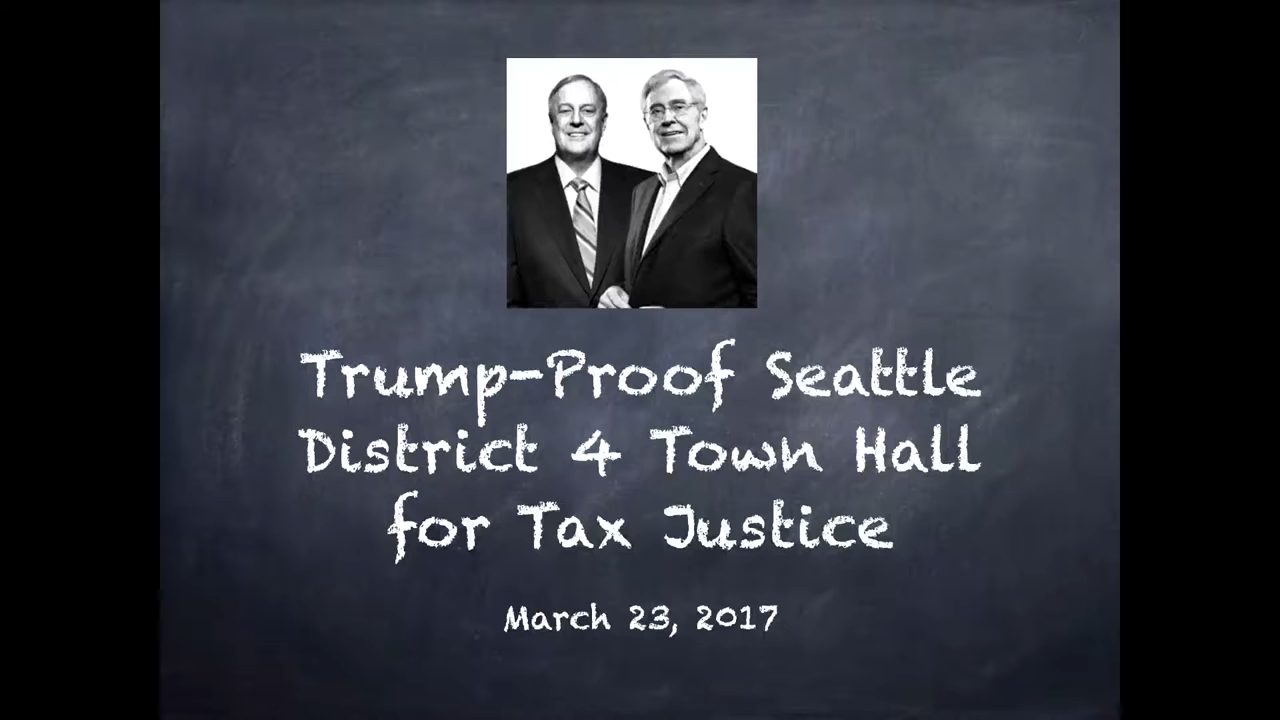 Trump-Proof Seattle
District 4 Town Hall
for Tax Justice
March 23, 2017